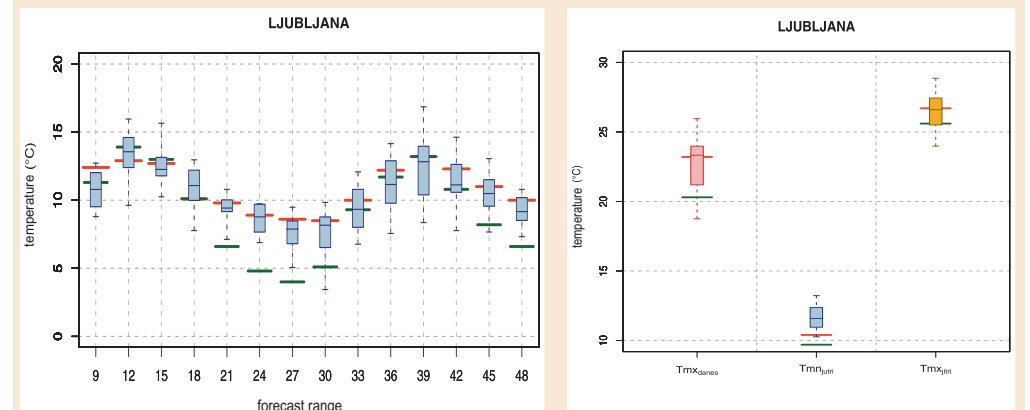 LJUBLJANA
temperature (°C)
20
15
10
5
0
9 12 15 18 21 24 27 30 33 36 39 42 45 48
forecast range
LJUBLJANA
temperature (°C)
30
25
20
15
10
Tmxdanes Tmnjutri Tmxjitri